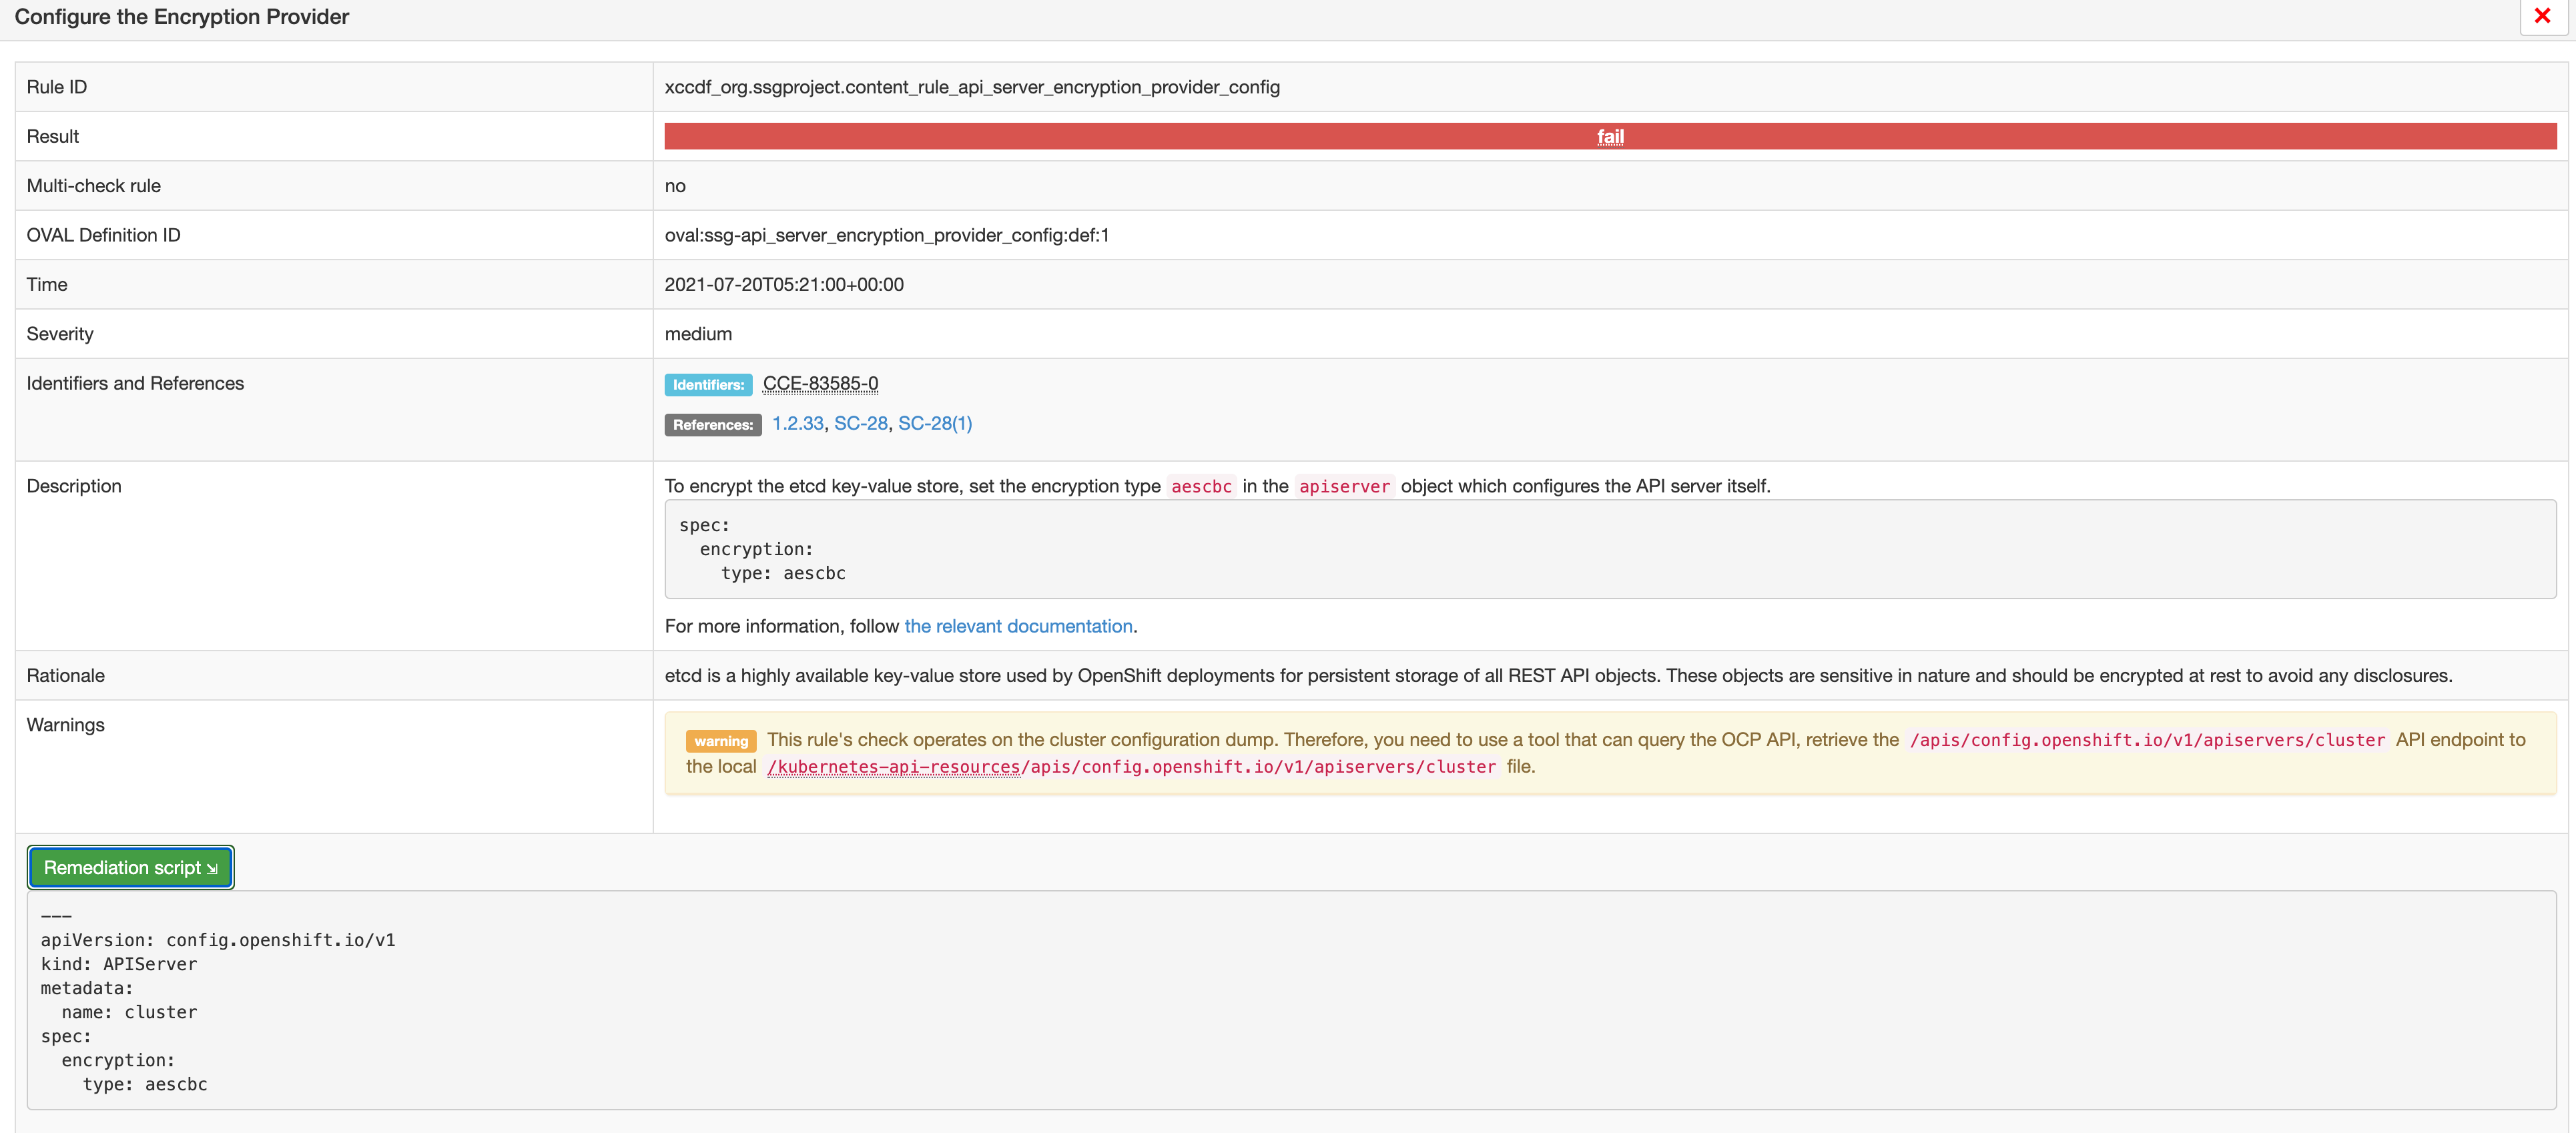 Configure the Encryption Provider
Rule ID
xccdf_org.ssgproject.content_rule_api_server_encryption_provider_config
Result
fail
Multi-check rule
no
OVAL Definition ID
oval:ssg-api_server_encryption_provider_config:def:1
Time
2021-07-20T05:21:00+00:00
Severity
medium
Identifiers and References
Identifiers: CCE-83585-0
References: 1.2.33, SC-28, SC-28(1)
Description
To encrypt the etcd key-value store, set the encryption type aescbc in the apiserver object which configures the API server itself.
spec:
  encryption:
    type: aescbc
For more information, follow the relevant documentation.
Rationale
etcd is a highly available key-value store used by OpenShift deployments for persistent storage of all REST API objects. These objects are sensitive in nature and should be encrypted at rest to avoid any disclosures.
Warnings
warning This rule's check operates on the cluster configuration dump. Therefore, you need to use a tool that can query the OCP API, retrieve the /apis/config.openshift.io/v1/apiservers/cluster API endpoint to
the local /kubernetes-api-resources/apis/config.openshift.io/v1/apiservers/cluster file.
Remediation script ⇲
---
apiVersion: config.openshift.io/v1
kind: APIServer
metadata:
  name: cluster
spec:
  encryption:
    type: aescbc